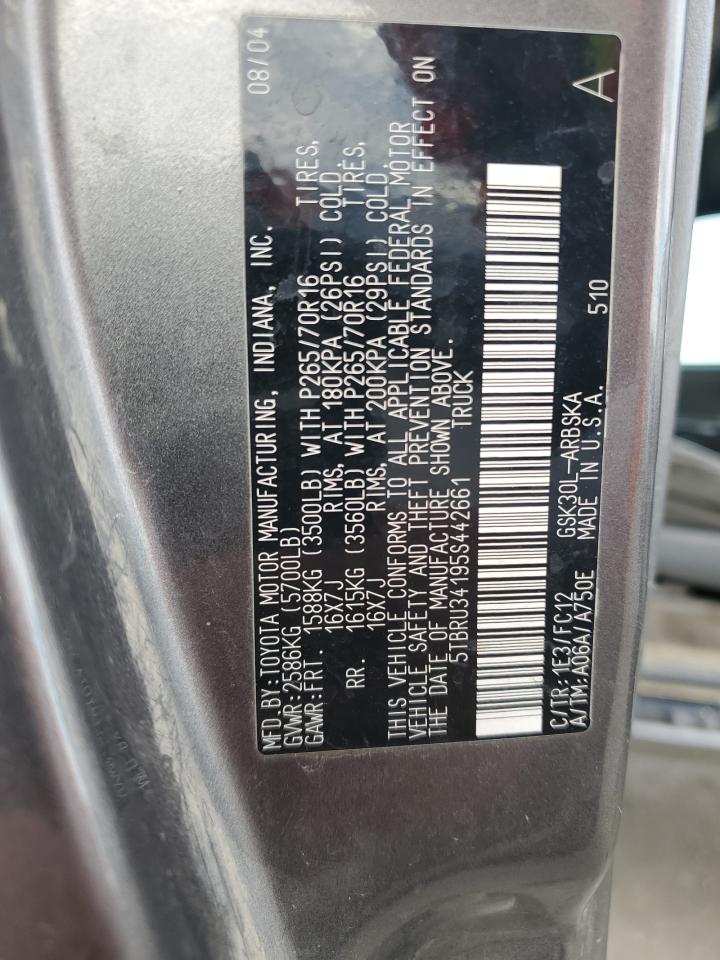 MFD.BY:TOYOTA MOTOR MANUFACTURING, INDIANA, INC. 08/04
GVWR:2586KG(5700LB)
GAWR:FRT. 1588KG (3500LB) WITH P265/70R16 TIRES,
16X7J RIMS, AT 180KPA (26PSI) COLD.
RR. 1615KG (3560LB) WITH P265/70R16 TIRES,
16X7J RIMS, AT 200KPA (29PSI) COLD.
THIS VEHICLE CONFORMS TO ALL APPLICABLE FEDERAL MOTOR
VEHICLE SAFETY AND THEFT PREVENTION STANDARDS IN EFFECT ON
THE DATE OF MANUFACTURE SHOWN ABOVE.
5TBRU34195S442661 TRUCK
C/TR:1E3/FC12 GSK30L-ARBSKA 510 A
A/TM:A06A/A750E MADE IN U.S.A.